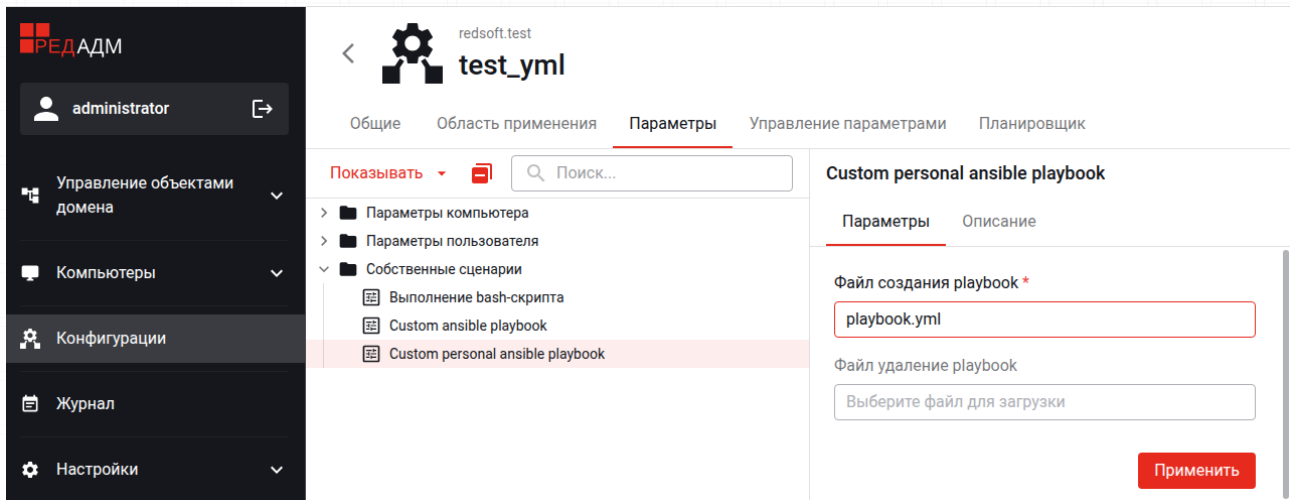 РЕД АДМ
administrator
Управление объектами
домена
Компьютеры
Конфигурации
Журнал
Настройки
redsoft.test
test_yml
Общие Область применения Параметры Управление параметрами Планировщик
Показывать Поиск...
Параметры компьютера
Параметры пользователя
Собственные сценарии
Выполнение bash-скрипта
Custom ansible playbook
Custom personal ansible playbook
Custom personal ansible playbook
Параметры Описание
Файл создания playbook *
playbook.yml
Файл удаление playbook
Выберите файл для загрузки
Применить